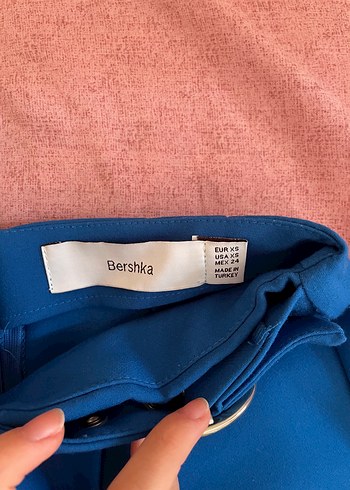 Bershka
EUR XS
USA XS
MEX 24
MADE IN
TURKEY